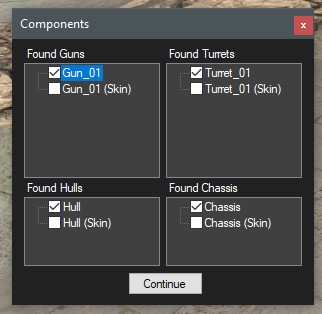 Components
x
Found Guns
Gun_01
Gun_01 (Skin)
Found Turrets
Turret_01
Turret_01 (Skin)
Found Hulls
Hull
Hull (Skin)
Found Chassis
Chassis
Chassis (Skin)
Continue